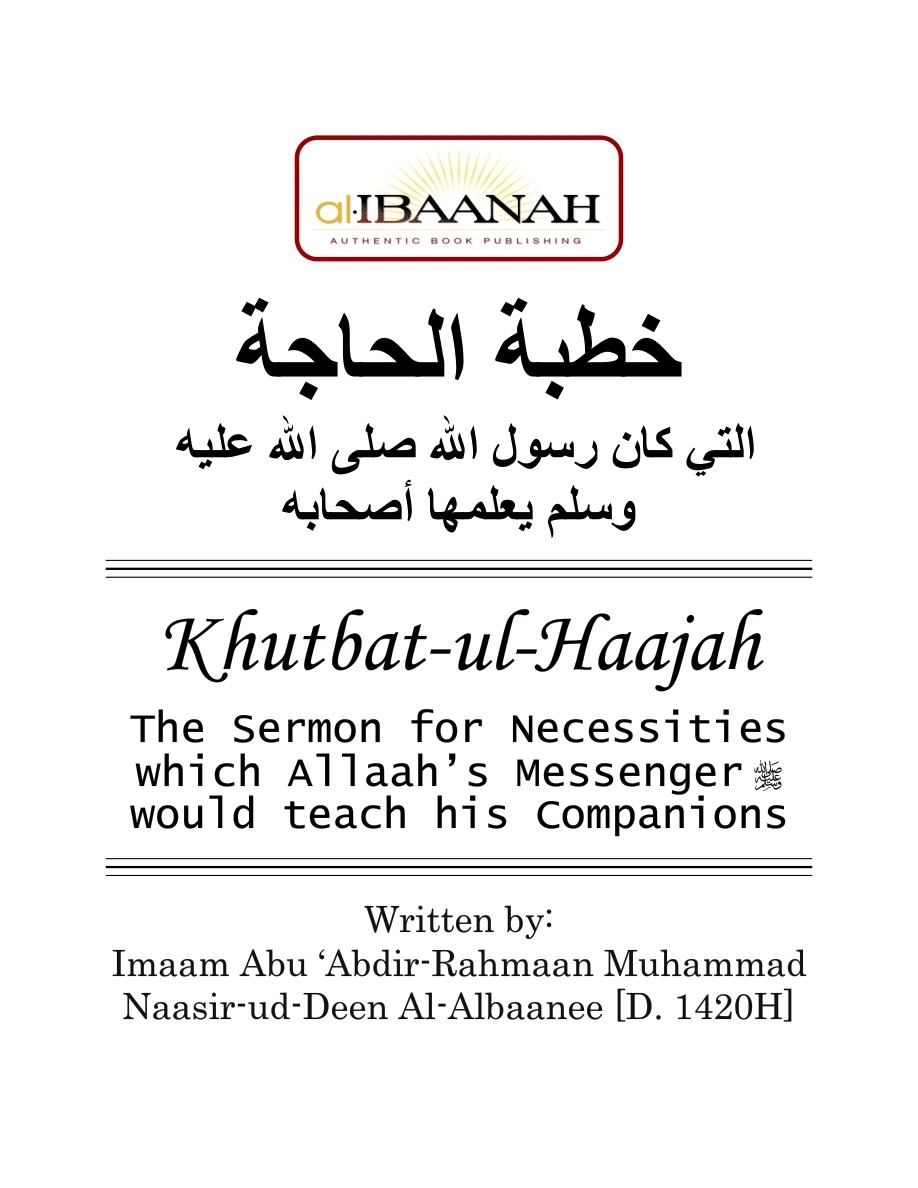 al-IBAANAH
AUTHENTIC BOOK PUBLISHING
خطبة الحاجة
التي كان رسول الله صلى الله عليه
وسلم يعلمها أصحابه
Khutbat-ul-Haajah
The Sermon for Necessities
which Allaah’s Messenger ﷺ
would teach his Companions
Written by:
Imaam Abu ‘Abdir-Rahmaan Muhammad
Naasir-ud-Deen Al-Albaanee [D. 1420H]